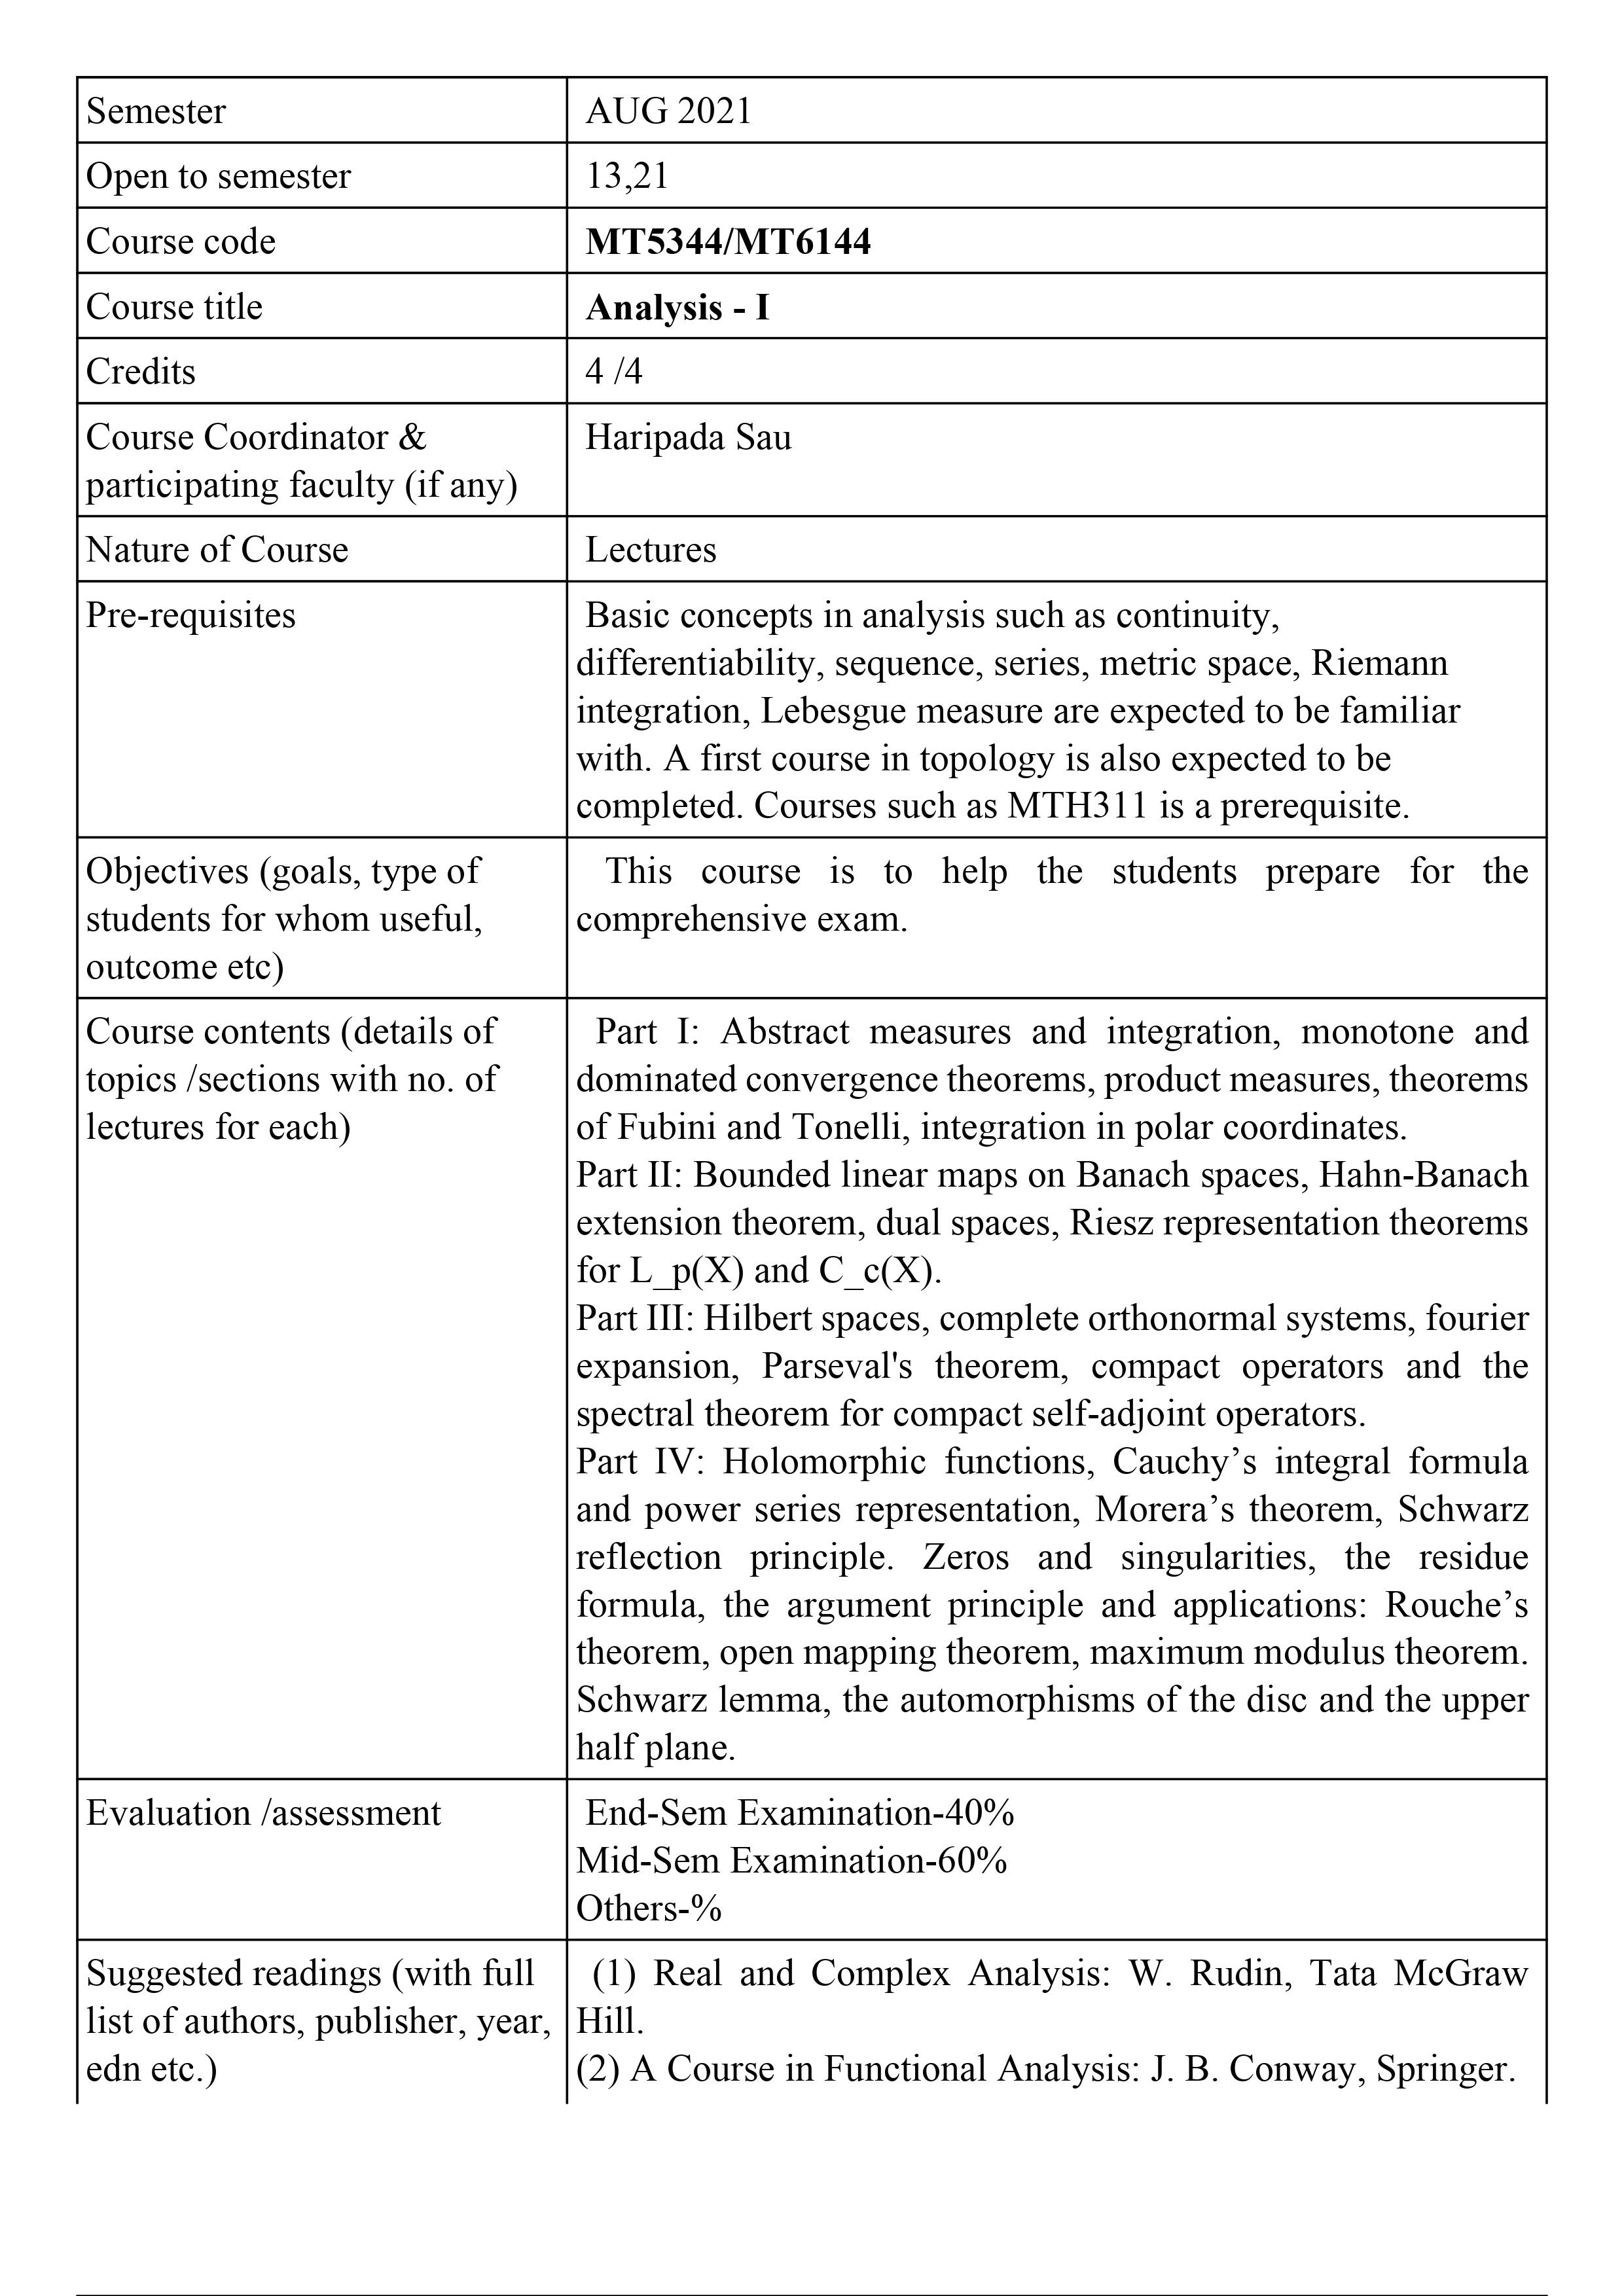 Semester
AUG 2021
Open to semester
13,21
Course code
MT5344/MT6144
Course title
Analysis - I
Credits
4 /4
Course Coordinator &
participating faculty (if any)
Haripada Sau
Nature of Course
Lectures
Pre-requisites
Basic concepts in analysis such as continuity,
differentiability, sequence, series, metric space, Riemann
integration, Lebesgue measure are expected to be familiar
with. A first course in topology is also expected to be
completed. Courses such as MTH311 is a prerequisite.
Objectives (goals, type of
students for whom useful,
outcome etc)
This course is to help the students prepare for the
comprehensive exam.
Course contents (details of
topics /sections with no. of
lectures for each)
Part I: Abstract measures and integration, monotone and
dominated convergence theorems, product measures, theorems
of Fubini and Tonelli, integration in polar coordinates.
Part II: Bounded linear maps on Banach spaces, Hahn-Banach
extension theorem, dual spaces, Riesz representation theorems
for L_p(X) and C_c(X).
Part III: Hilbert spaces, complete orthonormal systems, fourier
expansion, Parseval's theorem, compact operators and the
spectral theorem for compact self-adjoint operators.
Part IV: Holomorphic functions, Cauchy’s integral formula
and power series representation, Morera’s theorem, Schwarz
reflection principle. Zeros and singularities, the residue
formula, the argument principle and applications: Rouche’s
theorem, open mapping theorem, maximum modulus theorem.
Schwarz lemma, the automorphisms of the disc and the upper
half plane.
Evaluation /assessment
End-Sem Examination-40%
Mid-Sem Examination-60%
Others-%
Suggested readings (with full
list of authors, publisher, year,
edn etc.)
(1) Real and Complex Analysis: W. Rudin, Tata McGraw
Hill.
(2) A Course in Functional Analysis: J. B. Conway, Springer.